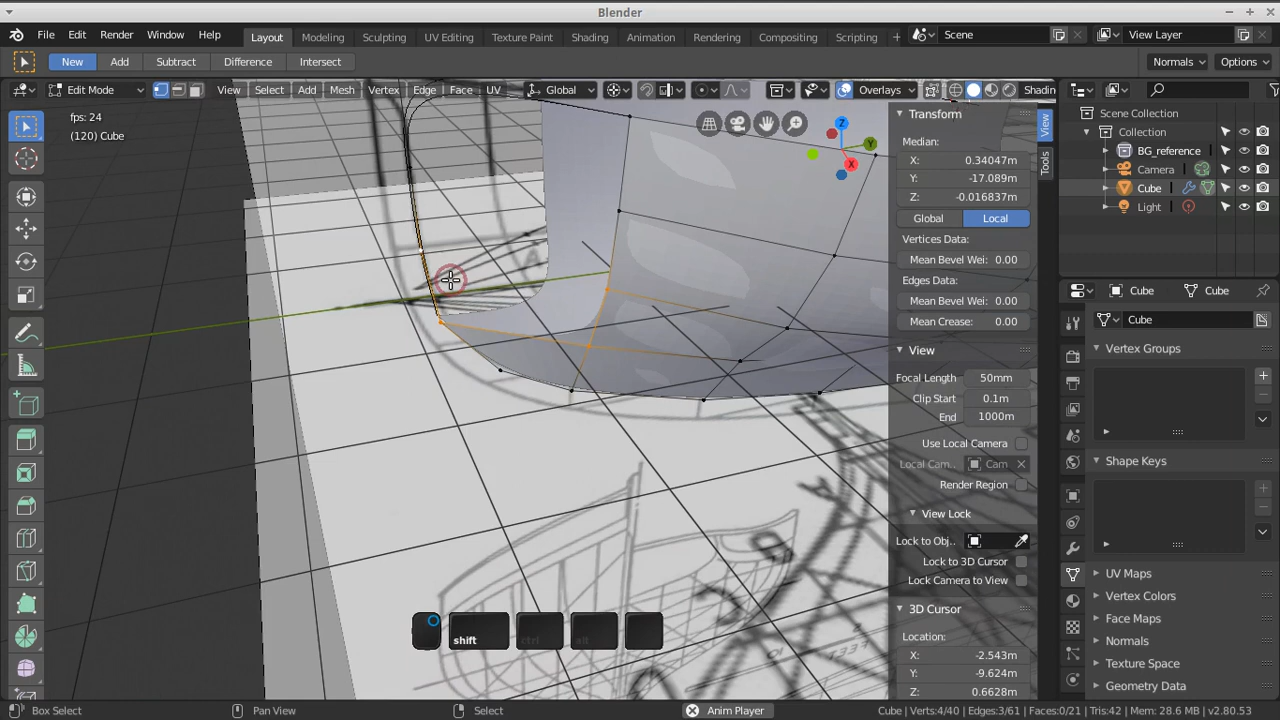 Blender
File Edit Render Window Help Layout Modeling Sculpting UV Editing Texture Paint Shading Animation Rendering Compositing Scripting + Scene View Layer
New Add Subtract Difference Intersect Normals Options
Edit Mode View Select Add Mesh Vertex Edge Face UV Global Overlays Shadin
fps: 24
(120) Cube
Z
Y
X
Transform
Median:
X: 0.34047m
Y: -17.089m
Z: -0.016837m
Global Local
Vertices Data:
Mean Bevel Wei: 0.00
Edges Data:
Mean Bevel Wei: 0.00
Mean Crease: 0.00
View
Focal Length 50mm
Clip Start 0.1m
End 1000m
Use Local Camera
Local Cam.. Cam
Render Region
View Lock
Lock to Obj..
Lock to 3D Cursor
Lock Camera to View
3D Cursor
Location:
X: -2.543m
Y: -9.624m
Z: 0.6628m
View
Tools
Scene Collection
Collection
BG_reference
Camera
Cube
Light
Cube Cube
Cube
Vertex Groups
Shape Keys
UV Maps
Vertex Colors
Face Maps
Normals
Texture Space
Geometry Data
shift ctrl alt
FEET 10
Box Select Pan View Select Anim Player Cube | Verts:4/40 | Edges:3/61 | Faces:0/21 | Tris:42 | Mem: 28.6 MB | v2.80.53